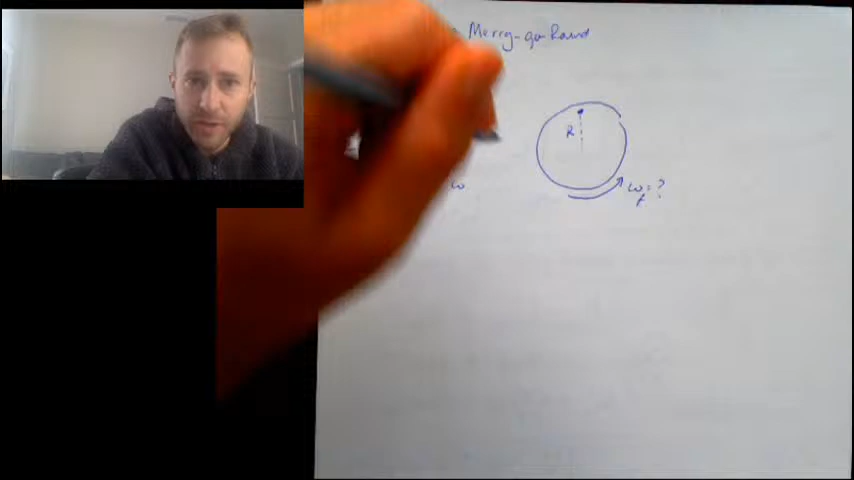 Merry-go-Round
R
ω
ω_f = ?